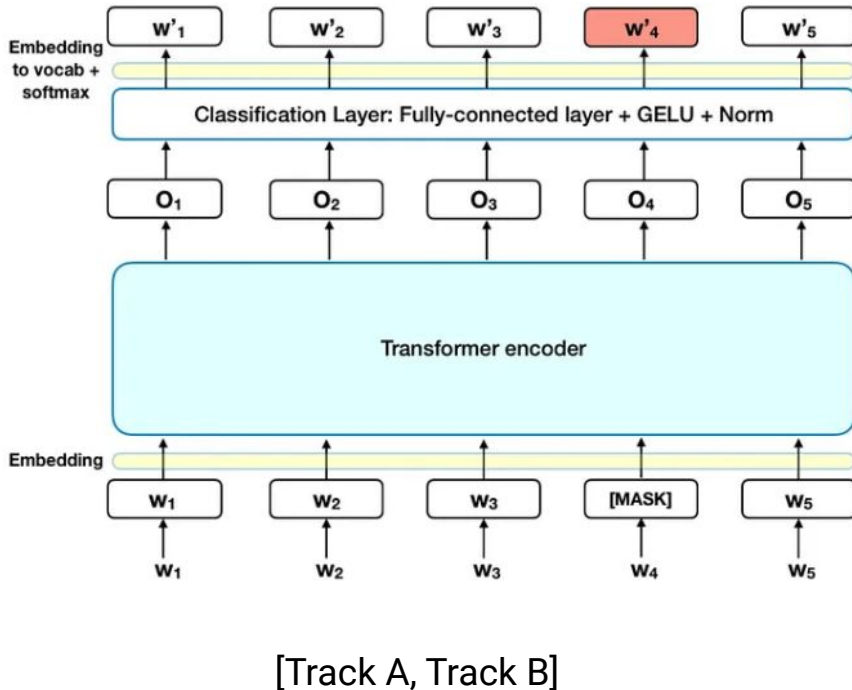 w'₁ w'₂ w'₃ w'₄ w'₅
Embedding
to vocab +
softmax
Classification Layer: Fully-connected layer + GELU + Norm
O₁ O₂ O₃ O₄ O₅
Transformer encoder
Embedding
w₁ w₂ w₃ [MASK] w₅
w₁ w₂ w₃ w₄ w₅
[Track A, Track B]